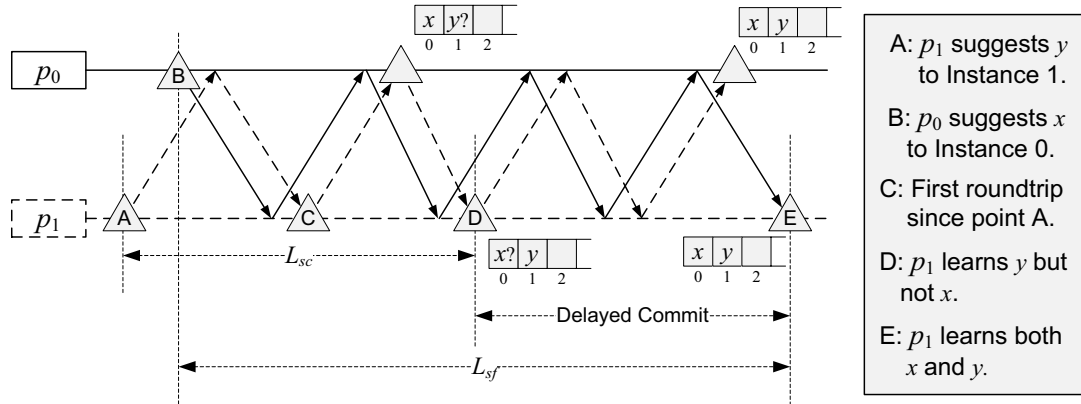 x y?
0 1 2
x y
0 1 2
p0
B
p1
A
C
D
E
Lsc
x? y
0 1 2
x y
0 1 2
Delayed Commit
Lsf
A: p1 suggests y
to Instance 1.
B: p0 suggests x
to Instance 0.
C: First roundtrip
since point A.
D: p1 learns y but
not x.
E: p1 learns both
x and y.